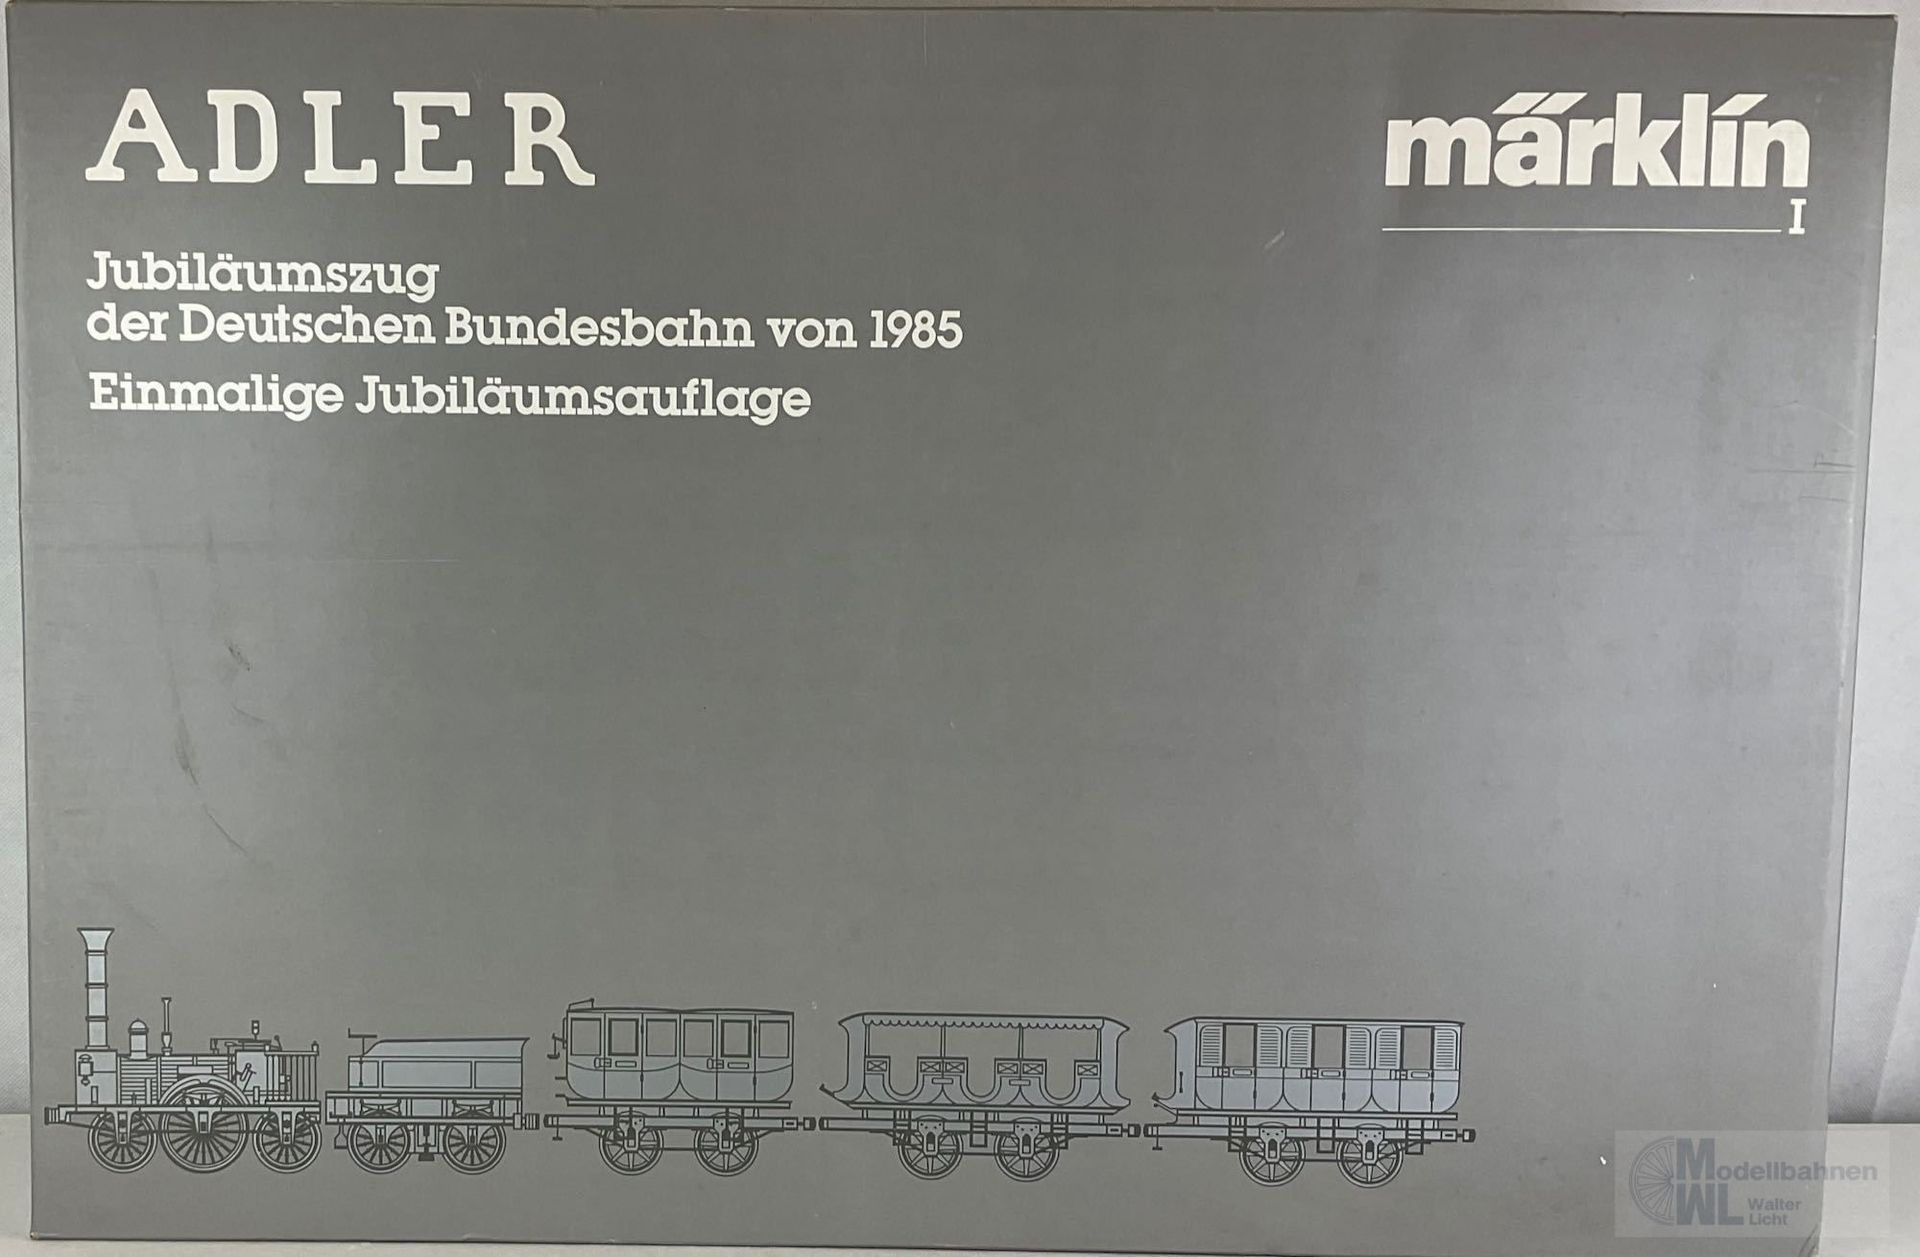 ADLER
märklin
I
Jubiläumszug
der Deutschen Bundesbahn von 1985
Einmalige Jubiläumsauflage
Modellbahnen
WL Walter
Licht